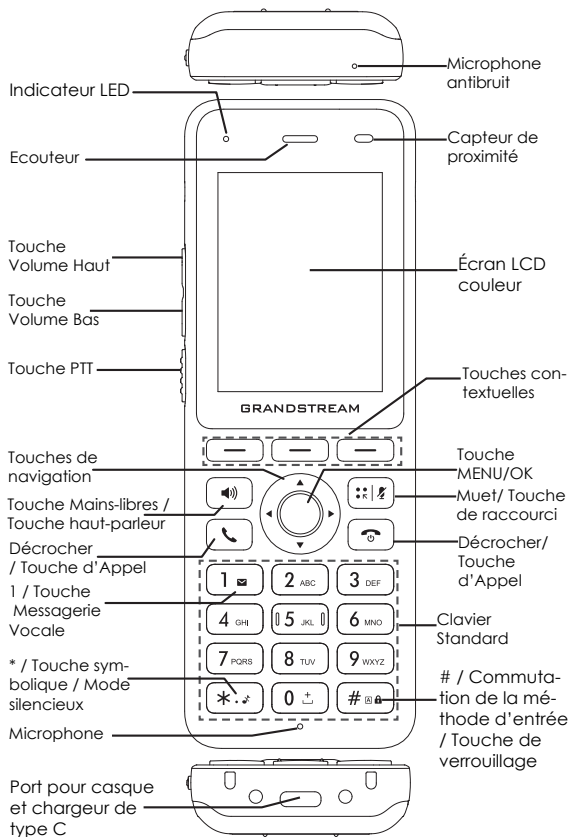 Microphone
antibruit
Indicateur LED
Capteur de
proximité
Ecouteur
Touche
Volume Haut
Écran LCD
couleur
Touche
Volume Bas
Touche PTT
Touches con-
textuelles
GRANDSTREAM
Touches de
navigation
Touche
MENU/OK
Touche Mains-libres /
Touche haut-parleur
Muet/ Touche
de raccourci
Décrocher
/ Touche d'Appel
Décrocher/
Touche
d'Appel
1 / Touche
Messagerie
Vocale
1
2 ABC
3 DEF
4 GHI
5 JKL
6 MNO
7 PQRS
8 TUV
9 WXYZ
* 
0
# A
Clavier
Standard
* / Touche sym-
bolique / Mode
silencieux
# / Commuta-
tion de la mé-
thode d'entrée
/ Touche de
verrouillage
Microphone
Port pour casque
et chargeur de
type C